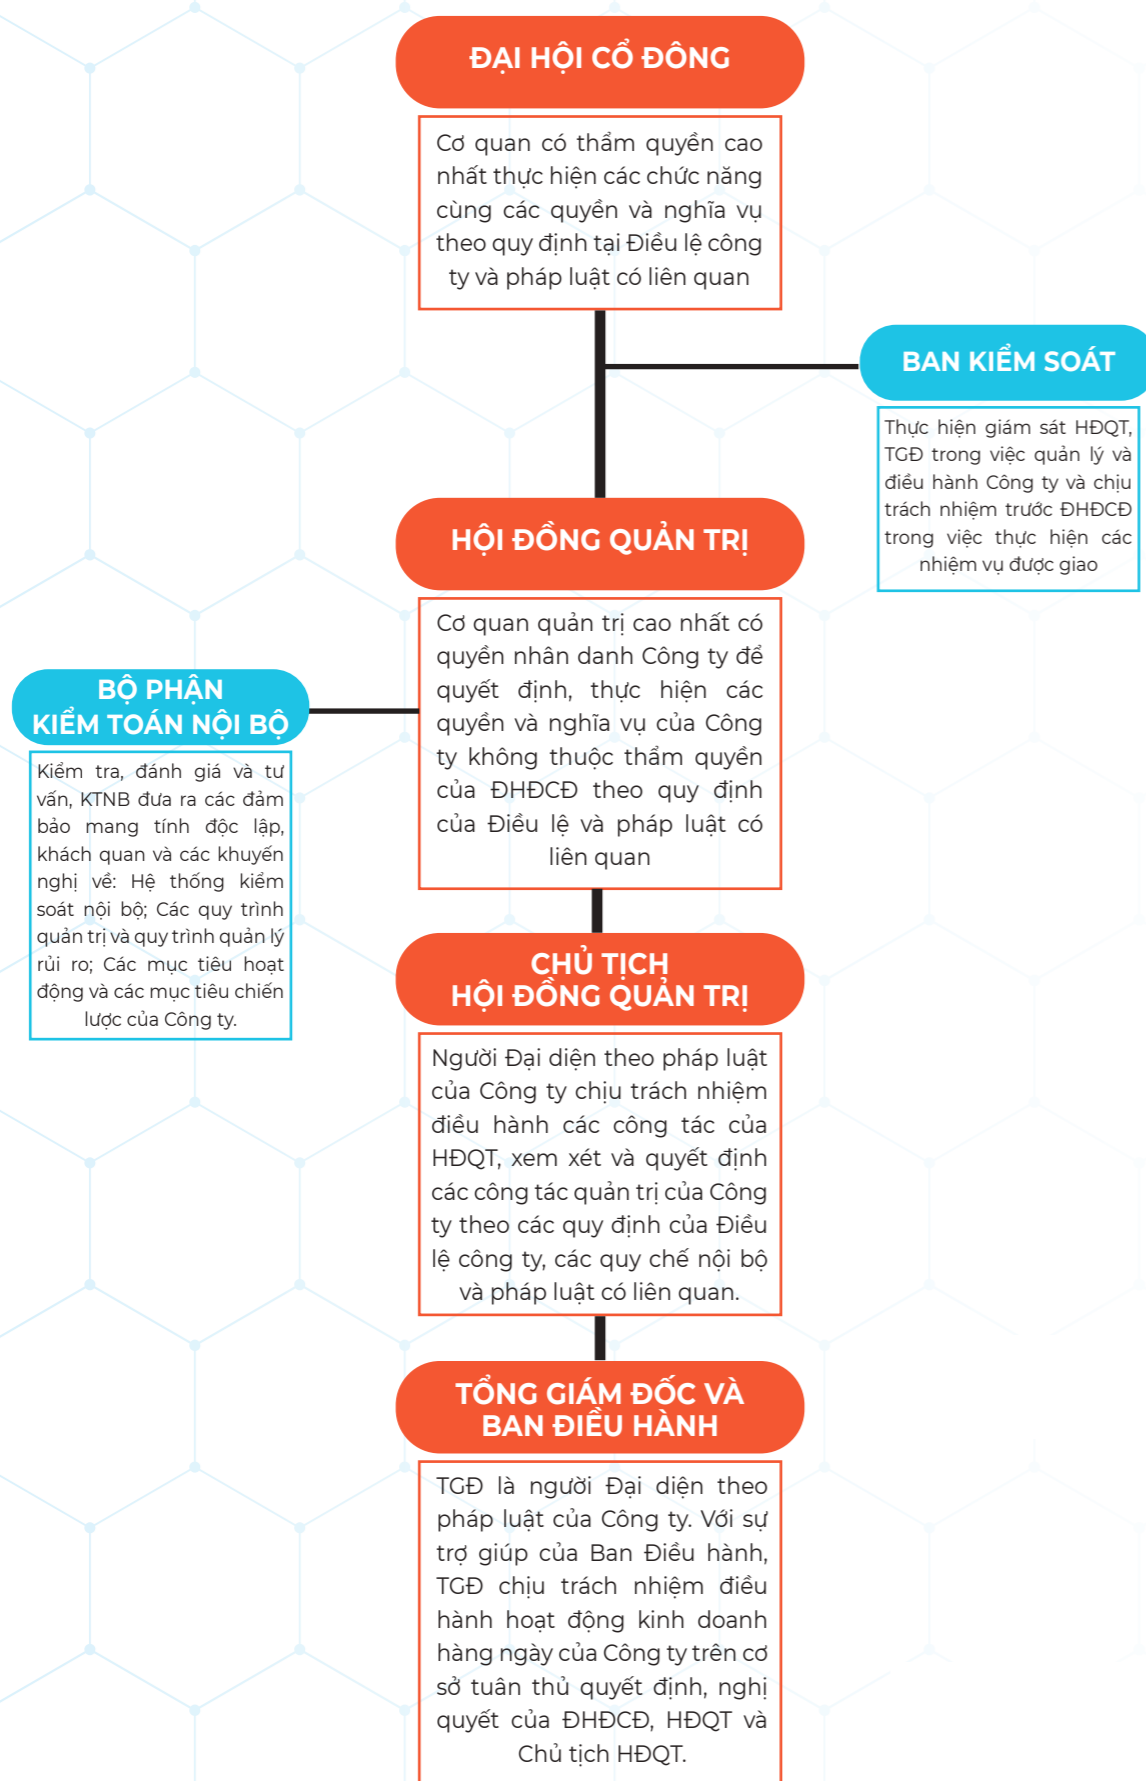 ĐẠI HỘI CỔ ĐÔNG
Cơ quan có thẩm quyền cao
nhất thực hiện các chức năng
cùng các quyền và nghĩa vụ
theo quy định tại Điều lệ công
ty và pháp luật có liên quan
BAN KIỂM SOÁT
Thực hiện giám sát HĐQT,
TGĐ trong việc quản lý và
điều hành Công ty và chịu
trách nhiệm trước ĐHĐCĐ
trong việc thực hiện các
nhiệm vụ được giao
HỘI ĐỒNG QUẢN TRỊ
Cơ quan quản trị cao nhất có
quyền nhân danh Công ty để
quyết định, thực hiện các
quyền và nghĩa vụ của Công
ty không thuộc thẩm quyền
của ĐHĐCĐ theo quy định
của Điều lệ và pháp luật có
liên quan
BỘ PHẬN
KIỂM TOÁN NỘI BỘ
Kiểm tra, đánh giá và tư
vấn, KTNB đưa ra các đảm
bảo mang tính độc lập,
khách quan và các khuyến
nghị về: Hệ thống kiểm
soát nội bộ; Các quy trình
quản trị và quy trình quản lý
rủi ro; Các mục tiêu hoạt
động và các mục tiêu chiến
lược của Công ty.
CHỦ TỊCH
HỘI ĐỒNG QUẢN TRỊ
Người Đại diện theo pháp luật
của Công ty chịu trách nhiệm
điều hành các công tác của
HĐQT, xem xét và quyết định
các công tác quản trị của Công
ty theo các quy định của Điều
lệ công ty, các quy chế nội bộ
và pháp luật có liên quan.
TỔNG GIÁM ĐỐC VÀ
BAN ĐIỀU HÀNH
TGĐ là người Đại diện theo
pháp luật của Công ty. Với sự
trợ giúp của Ban Điều hành,
TGĐ chịu trách nhiệm điều
hành hoạt động kinh doanh
hàng ngày của Công ty trên cơ
sở tuân thủ quyết định, nghị
quyết của ĐHĐCĐ, HĐQT và
Chủ tịch HĐQT.